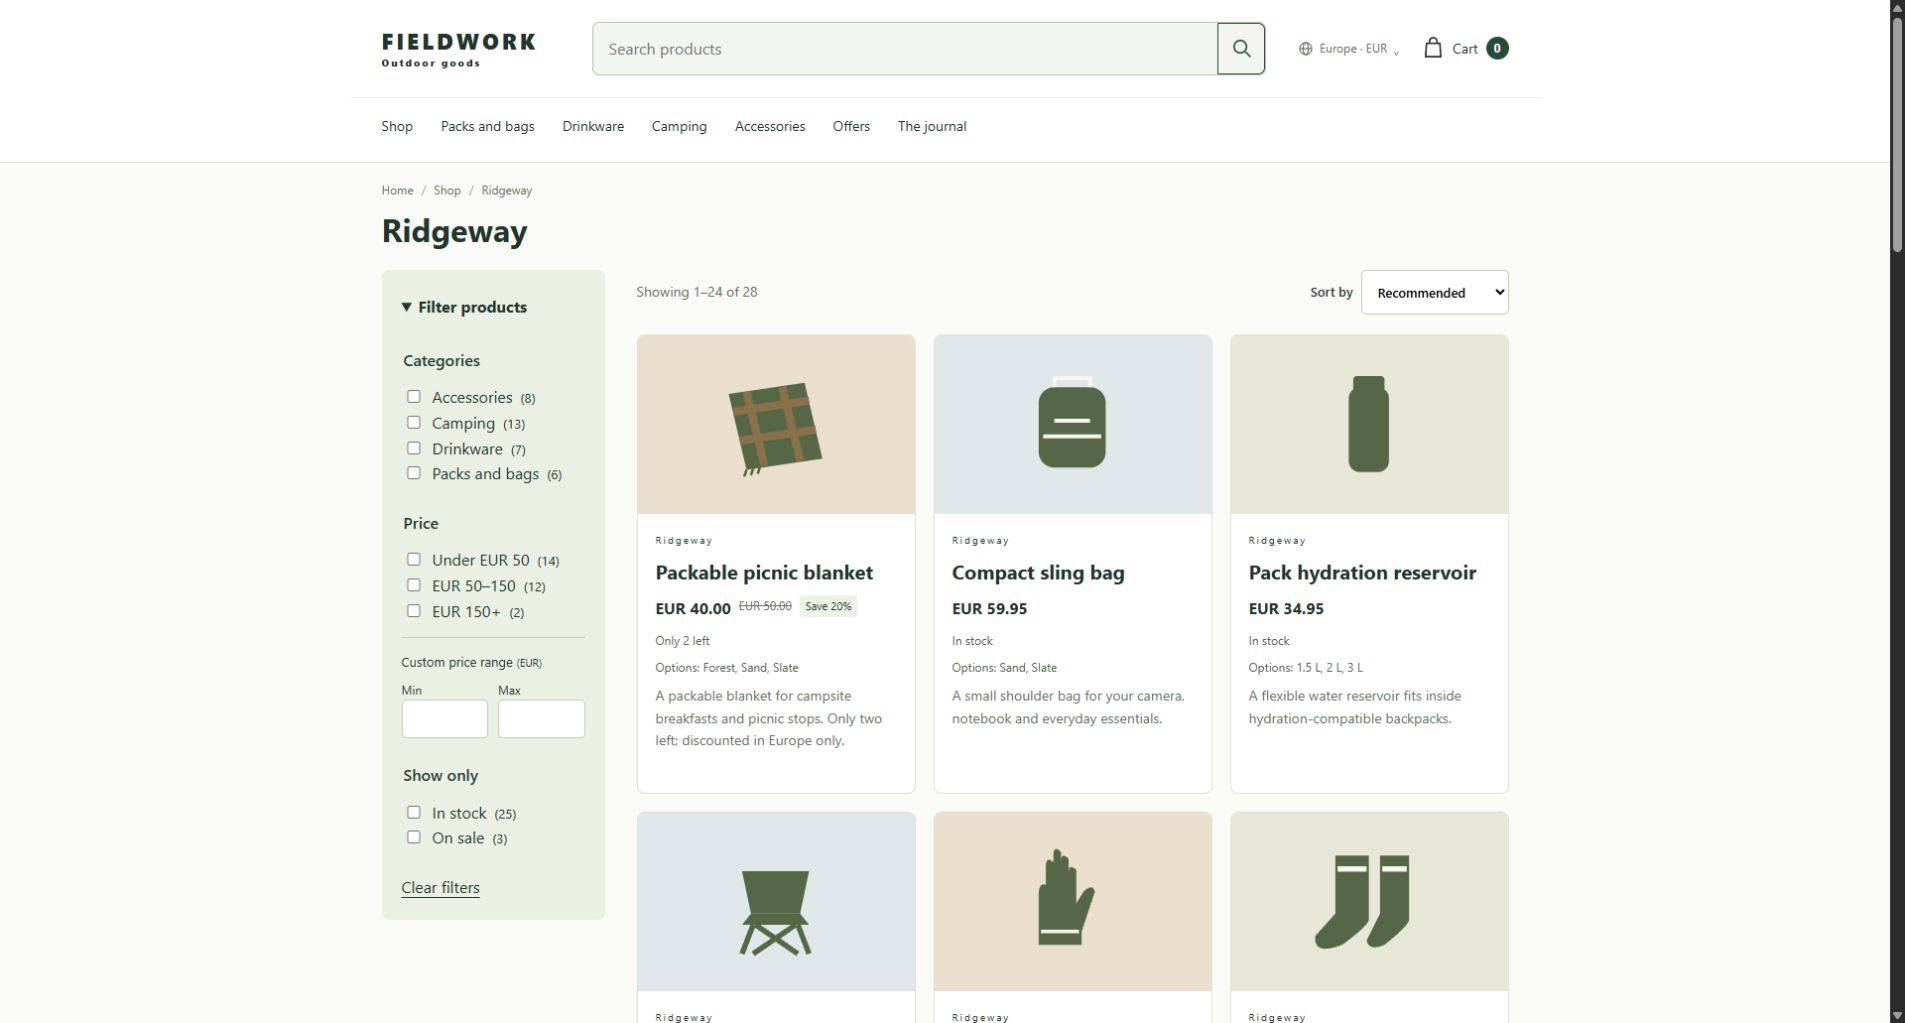 FIELDWORK
Outdoor goods
Search products
Europe - EUR
Cart 0
Shop Packs and bags Drinkware Camping Accessories Offers The journal
Home / Shop / Ridgeway
Ridgeway
▼ Filter products
Categories
Accessories (8)
Camping (13)
Drinkware (7)
Packs and bags (6)
Price
Under EUR 50 (14)
EUR 50–150 (12)
EUR 150+ (2)
Custom price range (EUR)
Min Max
Show only
In stock (25)
On sale (3)
Clear filters
Showing 1–24 of 28
Sort by Recommended
Ridgeway
Packable picnic blanket
EUR 40.00 EUR 50.00 Save 20%
Only 2 left
Options: Forest, Sand, Slate
A packable blanket for campsite
breakfasts and picnic stops. Only two
left; discounted in Europe only.
Ridgeway
Compact sling bag
EUR 59.95
In stock
Options: Sand, Slate
A small shoulder bag for your camera,
notebook and everyday essentials.
Ridgeway
Pack hydration reservoir
EUR 34.95
In stock
Options: 1.5 L, 2 L, 3 L
A flexible water reservoir fits inside
hydration-compatible backpacks.
Ridgeway
Ridgeway
Ridgeway